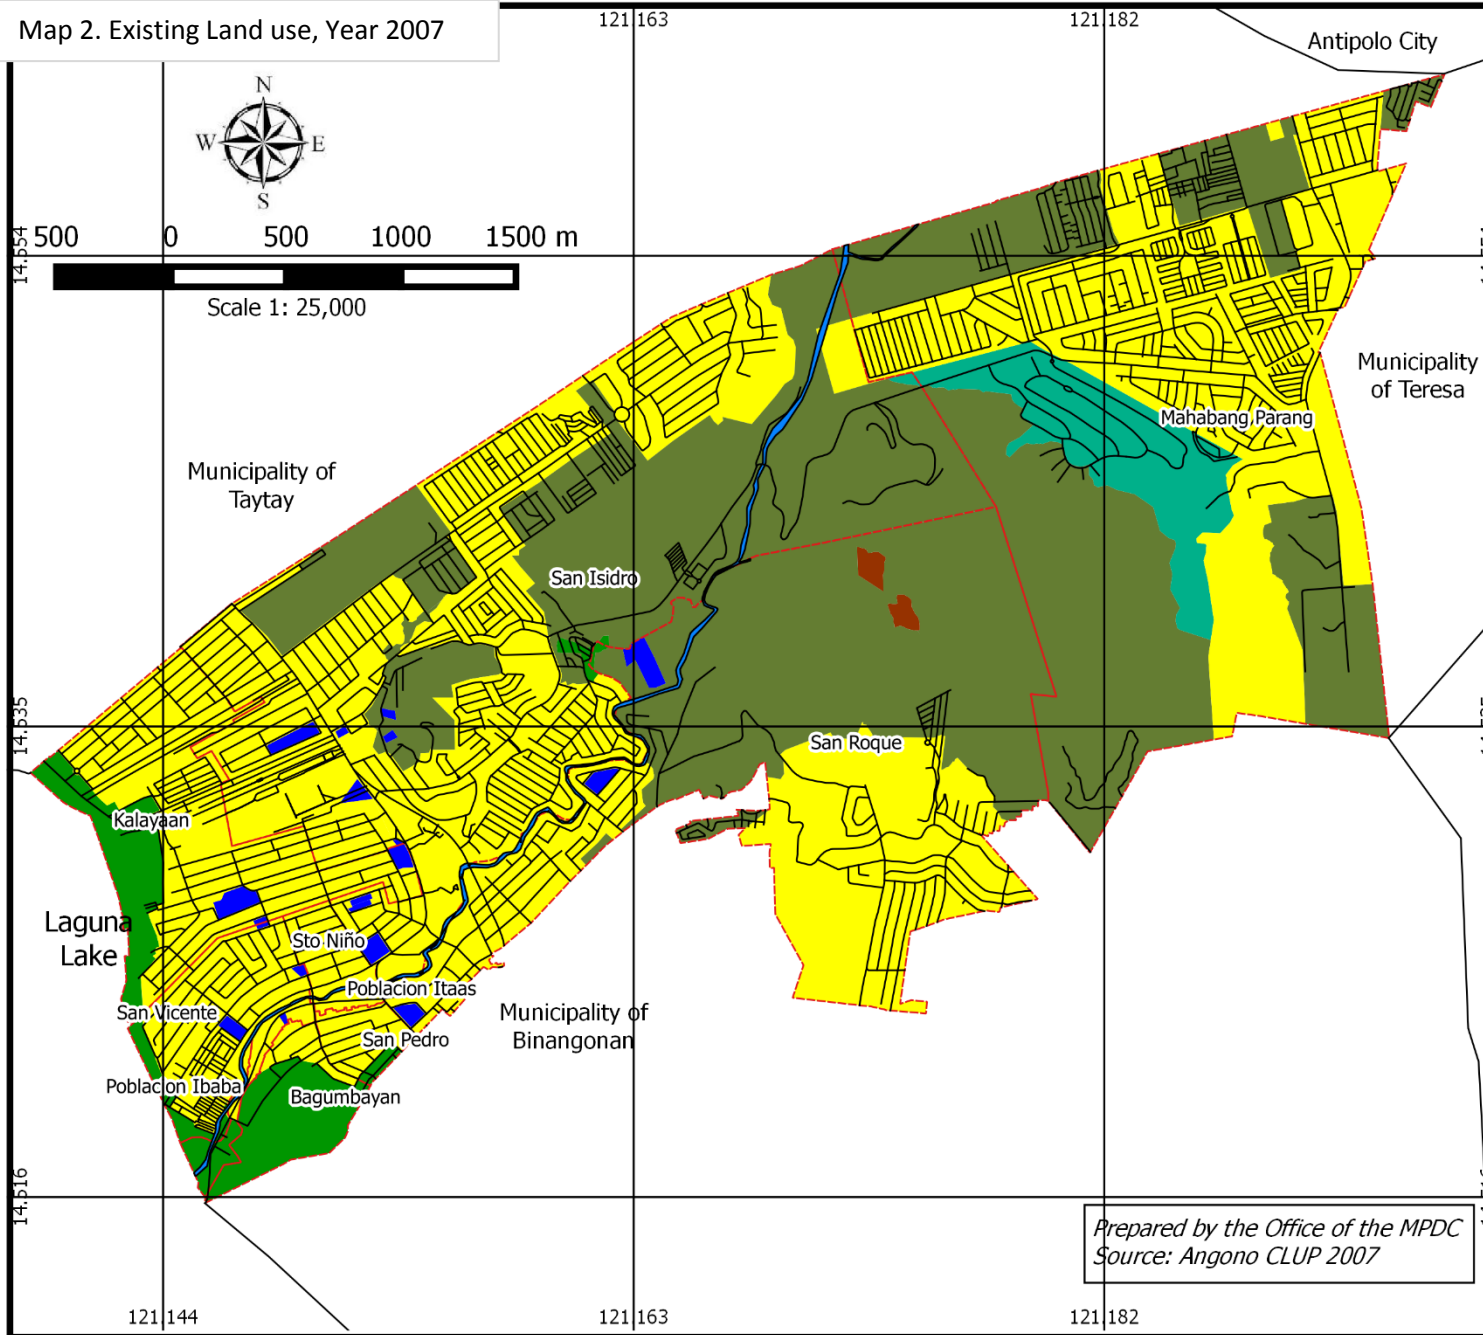 Map 2. Existing Land use, Year 2007
121.163
121.182
Antipolo City
N
W
E
S
500 0 500 1000 1500 m
Scale 1: 25,000
14.554
Municipality
of Teresa
Mahabang Parang
Municipality of
Taytay
San Isidro
14.535
San Roque
Kalayaan
Laguna
Lake
Sto Niño
Poblacion Itaas
San Vicente
San Pedro
Municipality of
Binangonan
Poblacion Ibaba
Bagumbayan
14.516
Prepared by the Office of the MPDC
Source: Angono CLUP 2007
121.144
121.163
121.182